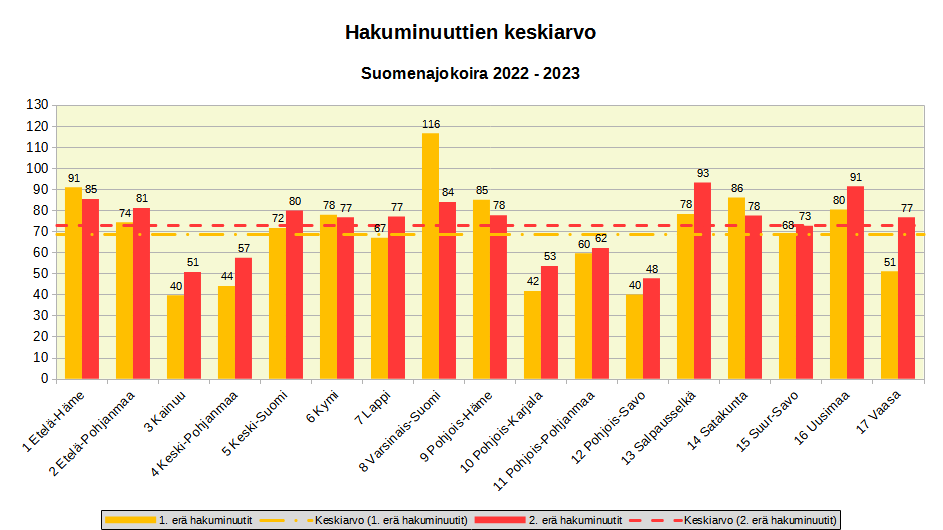 Hakuminuuttien keskiarvo
Suomenajokoira 2022 - 2023
130
120
110
100
90
80
70
60
50
40
30
20
10
0
91 85
74 81
40 51
44 57
72 80
78 77
67 77
116 84
85 78
42 53
60 62
40 48
78 93
86 78
68 73
80 91
51 77
1 Etelä-Häme
2 Etelä-Pohjanmaa
3 Kainuu
4 Keski-Pohjanmaa
5 Keski-Suomi
6 Kymi
7 Lappi
8 Varsinais-Suomi
9 Pohjois-Häme
10 Pohjois-Karjala
11 Pohjois-Pohjanmaa
12 Pohjois-Savo
13 Salpausselkä
14 Satakunta
15 Suur-Savo
16 Uusimaa
17 Vaasa
1. erä hakuminuutit Keskiarvo (1. erä hakuminuutit) 2. erä hakuminuutit Keskiarvo (2. erä hakuminuutit)